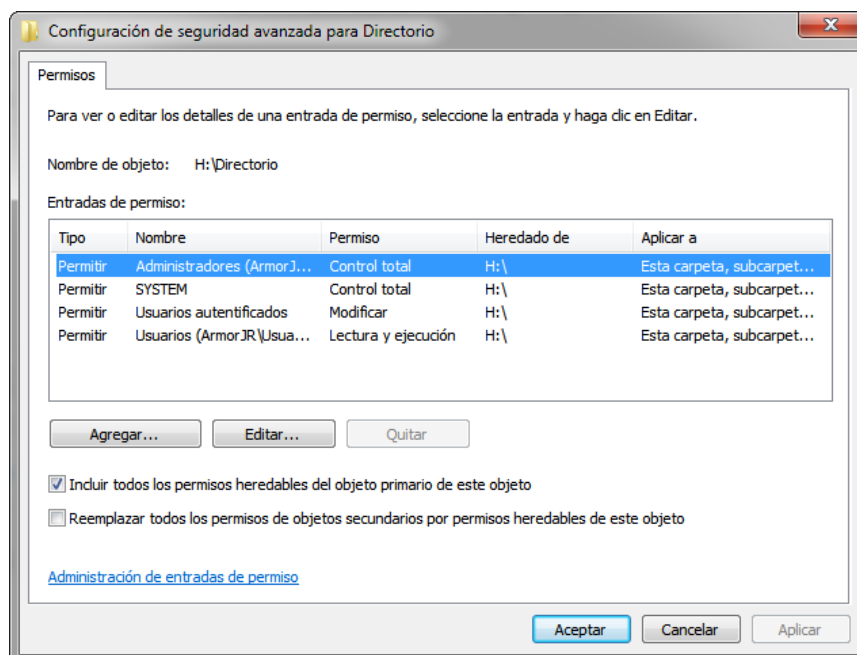 Configuración de seguridad avanzada para Directorio
Permisos
Para ver o editar los detalles de una entrada de permiso, seleccione la entrada y haga clic en Editar.
Nombre de objeto: H:\Directorio
Entradas de permiso:
Tipo Nombre Permiso Heredado de Aplicar a
Permitir Administradores (ArmorJ... Control total H:\ Esta carpeta, subcarpet...
Permitir SYSTEM Control total H:\ Esta carpeta, subcarpet...
Permitir Usuarios autentificados Modificar H:\ Esta carpeta, subcarpet...
Permitir Usuarios (ArmorJR\Usua... Lectura y ejecución H:\ Esta carpeta, subcarpet...
Agregar... Editar... Quitar
Incluir todos los permisos heredables del objeto primario de este objeto
Reemplazar todos los permisos de objetos secundarios por permisos heredables de este objeto
Administración de entradas de permiso
Aceptar Cancelar Aplicar